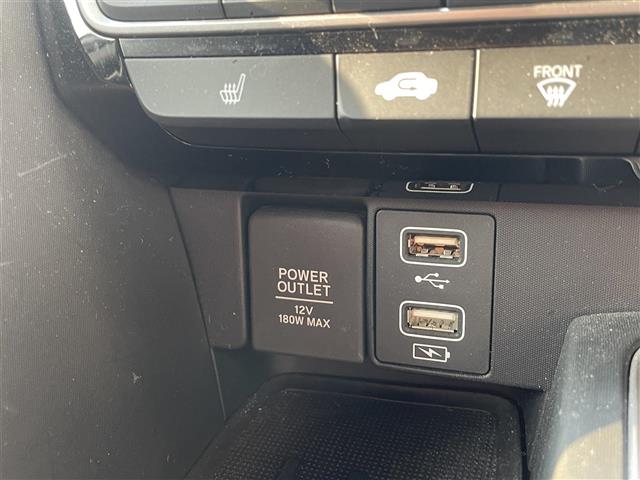 FRONT
POWER
OUTLET
12V
180W MAX